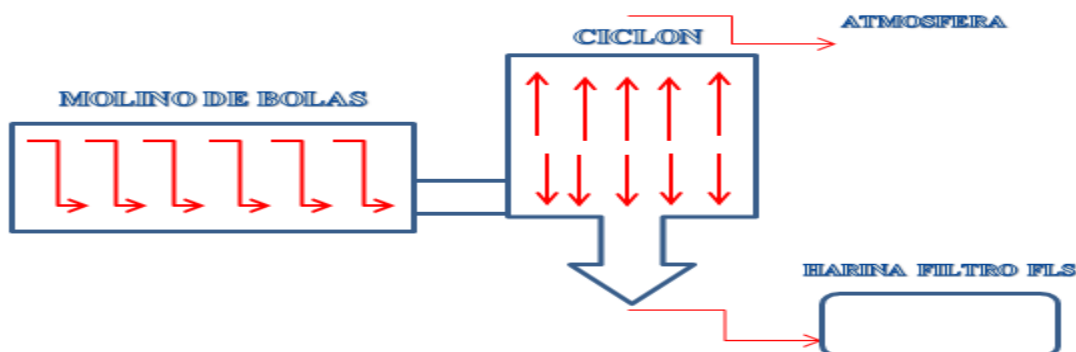 ATMOSFERA
CICLON
MOLINO DE BOLAS
HARINA FILTRO FLS